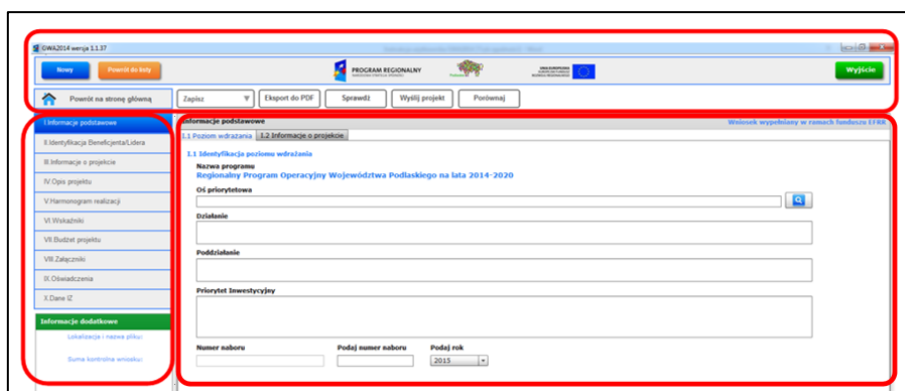 GWA2014 wersja 1.1.37
Nowy
Powrót do listy
PROGRAM REGIONALNY
Wyjście
Powrót na stronę główną
Zapisz
Eksport do PDF
Sprawdź
Wyślij projekt
Porównaj
I.Informacje podstawowe
II.Identyfikacja Beneficjenta/Lidera
III.Informacje o projekcie
IV.Opis projektu
V.Harmonogram realizacji
VI.Wskaźniki
VII.Budżet projektu
VIII.Załączniki
IX.Oświadczenia
X.Dane IZ
Informacje dodatkowe
Lokalizacja i nazwa pliku:
Suma kontrolna wniosku:
Informacje podstawowe
Wniosek wypełniany w ramach funduszu EFRR
I.1 Poziom wdrażania
I.2 Informacje o projekcie
I.1 Identyfikacja poziomu wdrażania
Nazwa programu
Regionalny Program Operacyjny Województwa Podlaskiego na lata 2014-2020
Oś priorytetowa
Działanie
Poddziałanie
Priorytet Inwestycyjny
Numer naboru
Podaj numer naboru
Podaj rok
2015